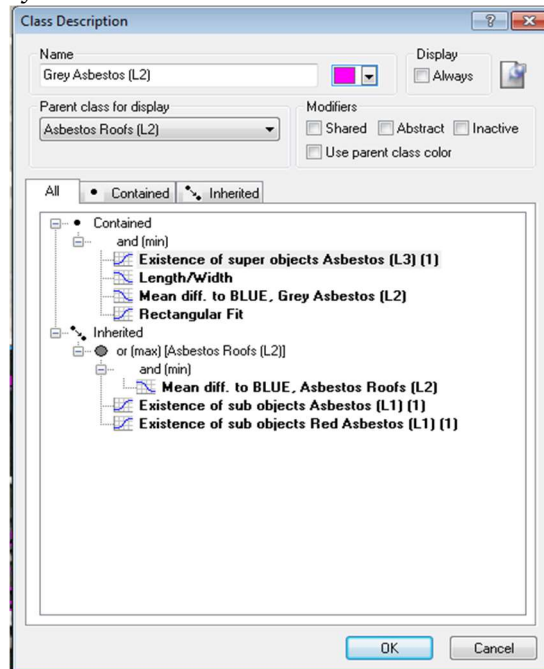 Class Description
Name
Grey Asbestos (L2)
Display
Always
Parent class for display
Asbestos Roofs (L2)
Modifiers
Shared Abstract Inactive
Use parent class color
All Contained Inherited
Contained
and (min)
Existence of super objects Asbestos (L3) (1)
Length/Width
Mean diff. to BLUE, Grey Asbestos (L2)
Rectangular Fit
Inherited
or (max) [Asbestos Roofs (L2)]
and (min)
Mean diff. to BLUE, Asbestos Roofs (L2)
Existence of sub objects Asbestos (L1) (1)
Existence of sub objects Red Asbestos (L1) (1)
OK Cancel